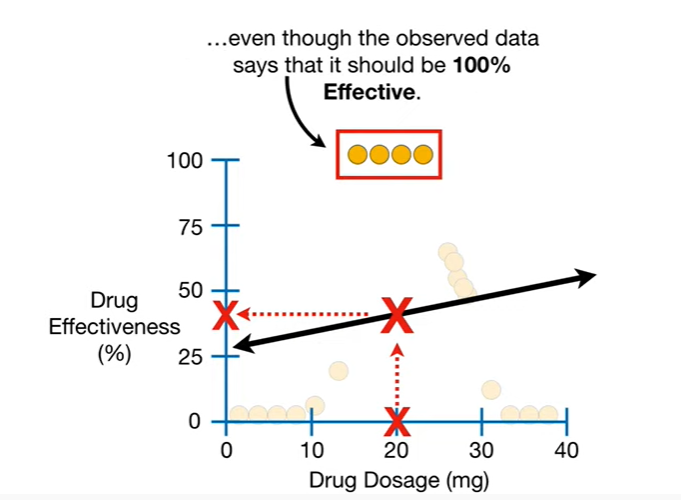 ...even though the observed data
says that it should be 100%
Effective.
100
75
50
25
0
Drug
Effectiveness
(%)
0
10
20
30
40
Drug Dosage (mg)